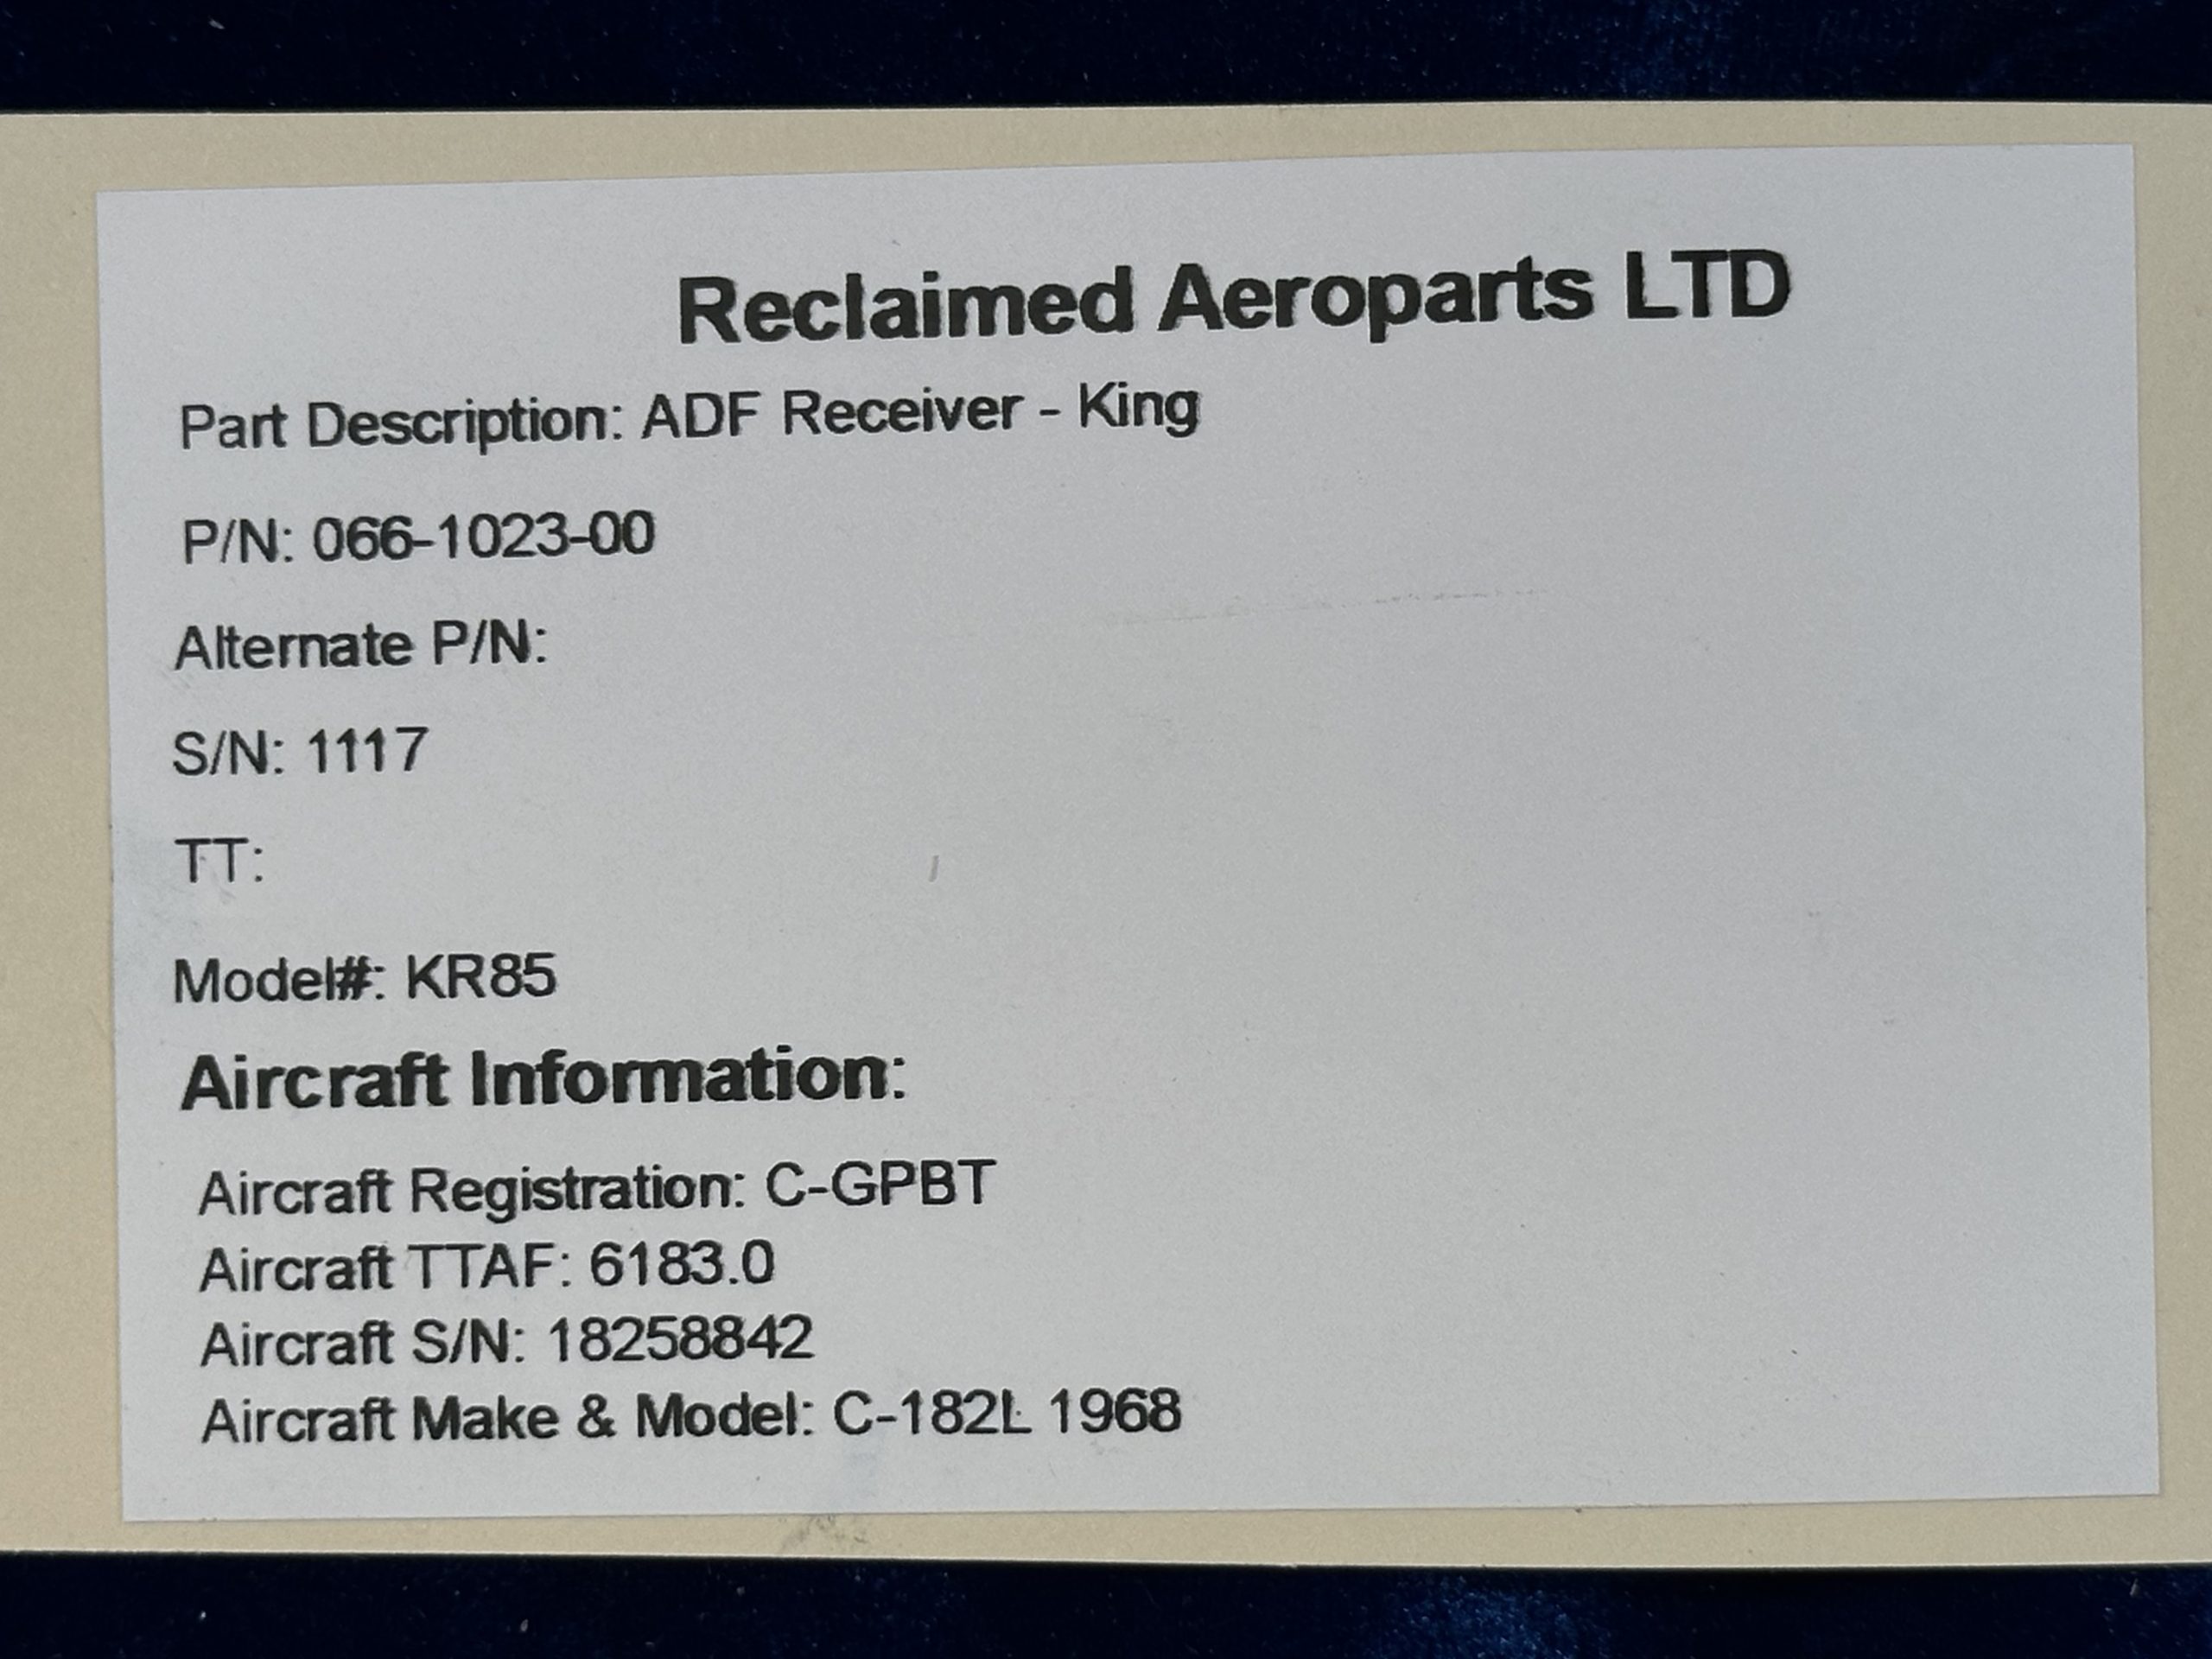 Reclaimed Aeroparts LTD
Part Description: ADF Receiver - King
P/N: 066-1023-00
Alternate P/N:
S/N: 1117
TT:
Model#: KR85
Aircraft Information:
Aircraft Registration: C-GPBT
Aircraft TTAF: 6183.0
Aircraft S/N: 18258842
Aircraft Make & Model: C-182L 1968